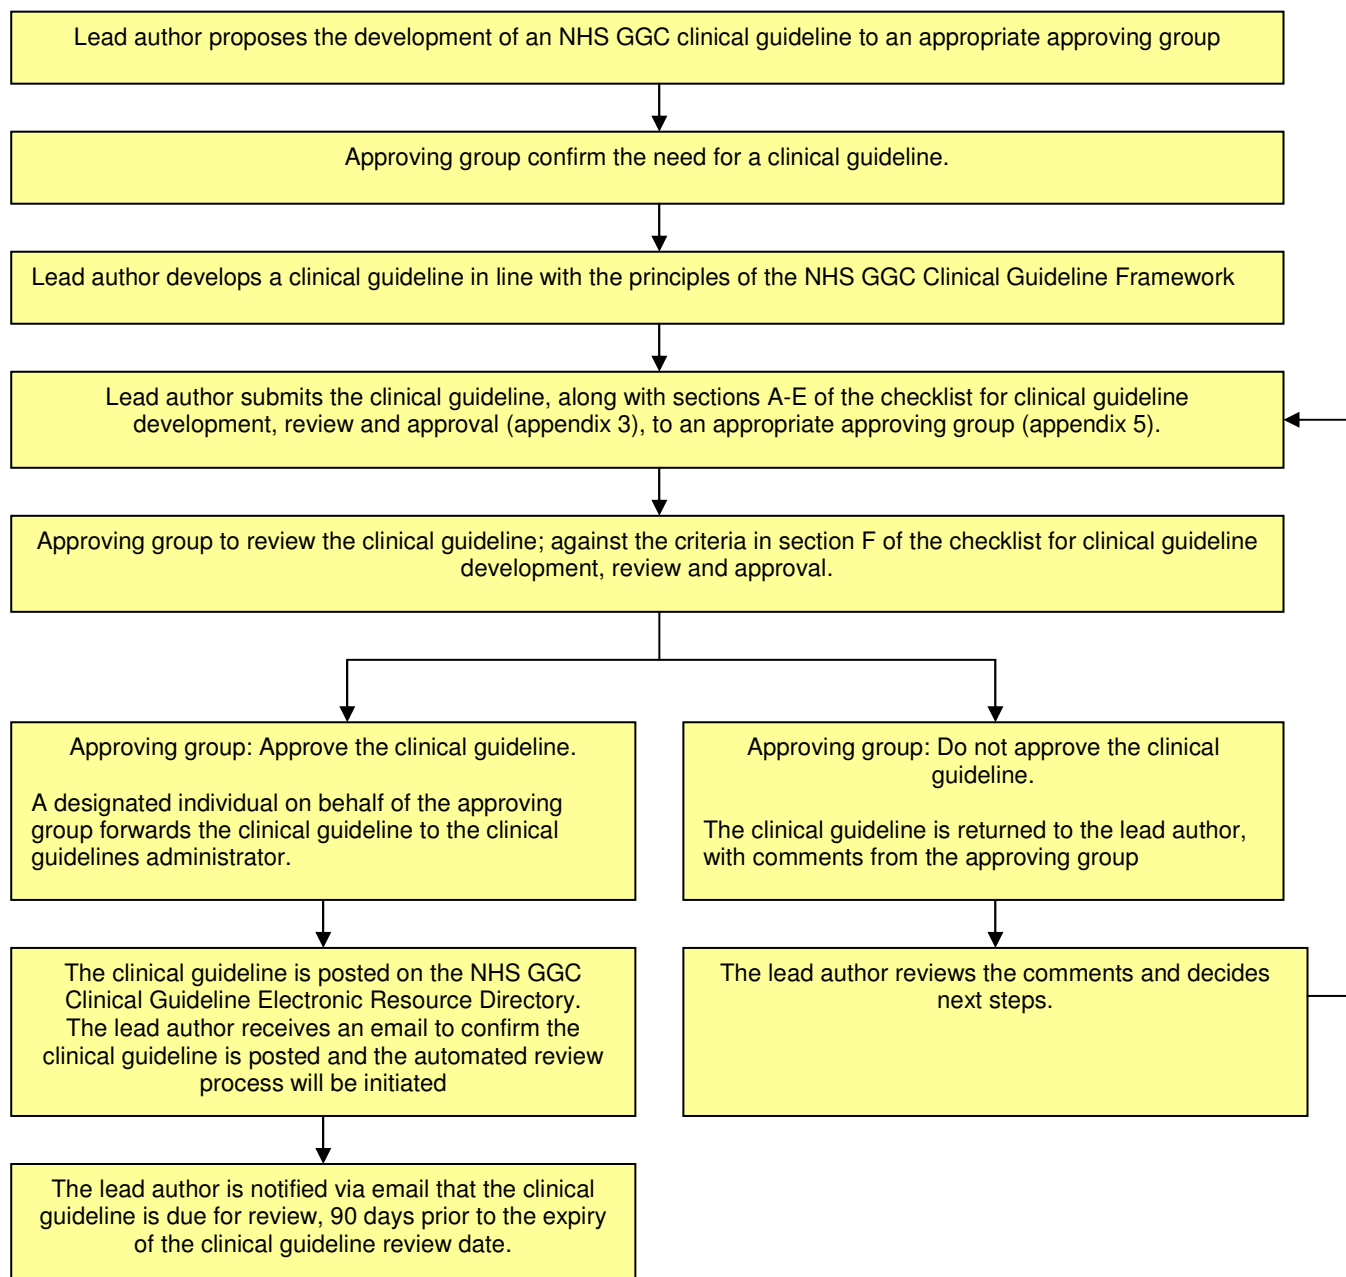 Lead author proposes the development of an NHS GGC clinical guideline to an appropriate approving group
Approving group confirm the need for a clinical guideline.
Lead author develops a clinical guideline in line with the principles of the NHS GGC Clinical Guideline Framework
Lead author submits the clinical guideline, along with sections A-E of the checklist for clinical guideline
development, review and approval (appendix 3), to an appropriate approving group (appendix 5).
Approving group to review the clinical guideline; against the criteria in section F of the checklist for clinical guideline
development, review and approval.
Approving group: Approve the clinical guideline.
A designated individual on behalf of the approving
group forwards the clinical guideline to the clinical
guidelines administrator.
Approving group: Do not approve the clinical
guideline.
The clinical guideline is returned to the lead author,
with comments from the approving group
The clinical guideline is posted on the NHS GGC
Clinical Guideline Electronic Resource Directory.
The lead author receives an email to confirm the
clinical guideline is posted and the automated review
process will be initiated
The lead author reviews the comments and decides
next steps.
The lead author is notified via email that the clinical
guideline is due for review, 90 days prior to the expiry
of the clinical guideline review date.